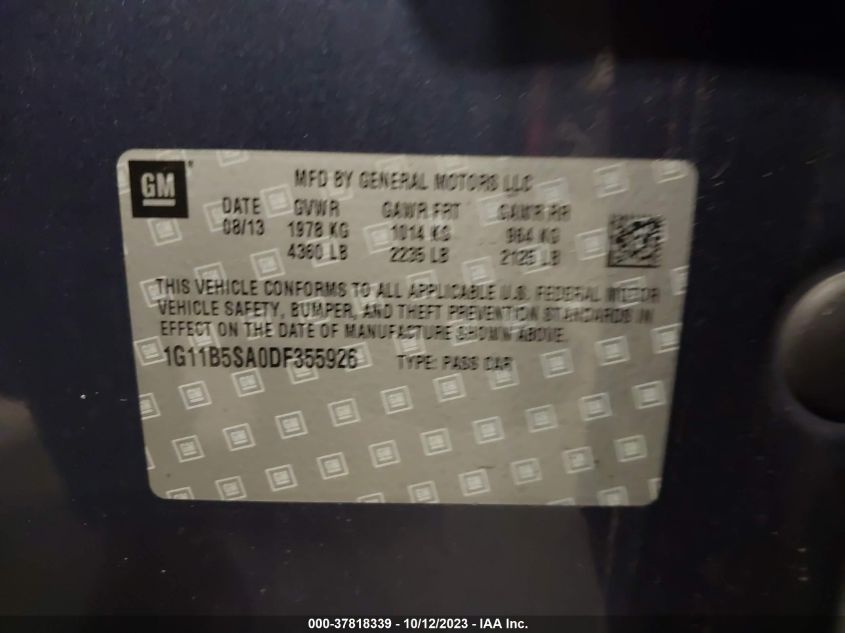 GM
MFD BY GENERAL MOTORS LLC
DATE GVWR GAWR FRT GAWR RR
08/13 1978 KG 1014 KG 964 KG
4360 LB 2235 LB 2125 LB
THIS VEHICLE CONFORMS TO ALL APPLICABLE U.S. FEDERAL MOTOR
VEHICLE SAFETY, BUMPER, AND THEFT PREVENTION STANDARDS IN
EFFECT ON THE DATE OF MANUFACTURE SHOWN ABOVE.
1G11B5SA0DF355926 TYPE: PASS CAR
000-37818339 - 10/12/2023 - IAA Inc.